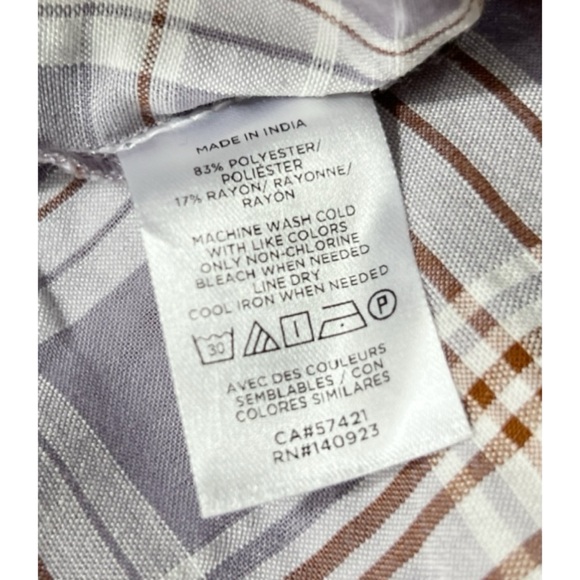 MADE IN INDIA
83% POLYESTER/
POLIÉSTER
17% RAYON/ RAYONNE/
RAYÓN
MACHINE WASH COLD
WITH LIKE COLORS
ONLY NON-CHLORINE
BLEACH WHEN NEEDED
LINE DRY
COOL IRON WHEN NEEDED
30 P
AVEC DES COULEURS
SEMBLABLES / CON
COLORES SIMILARES
CA#57421
RN#140923